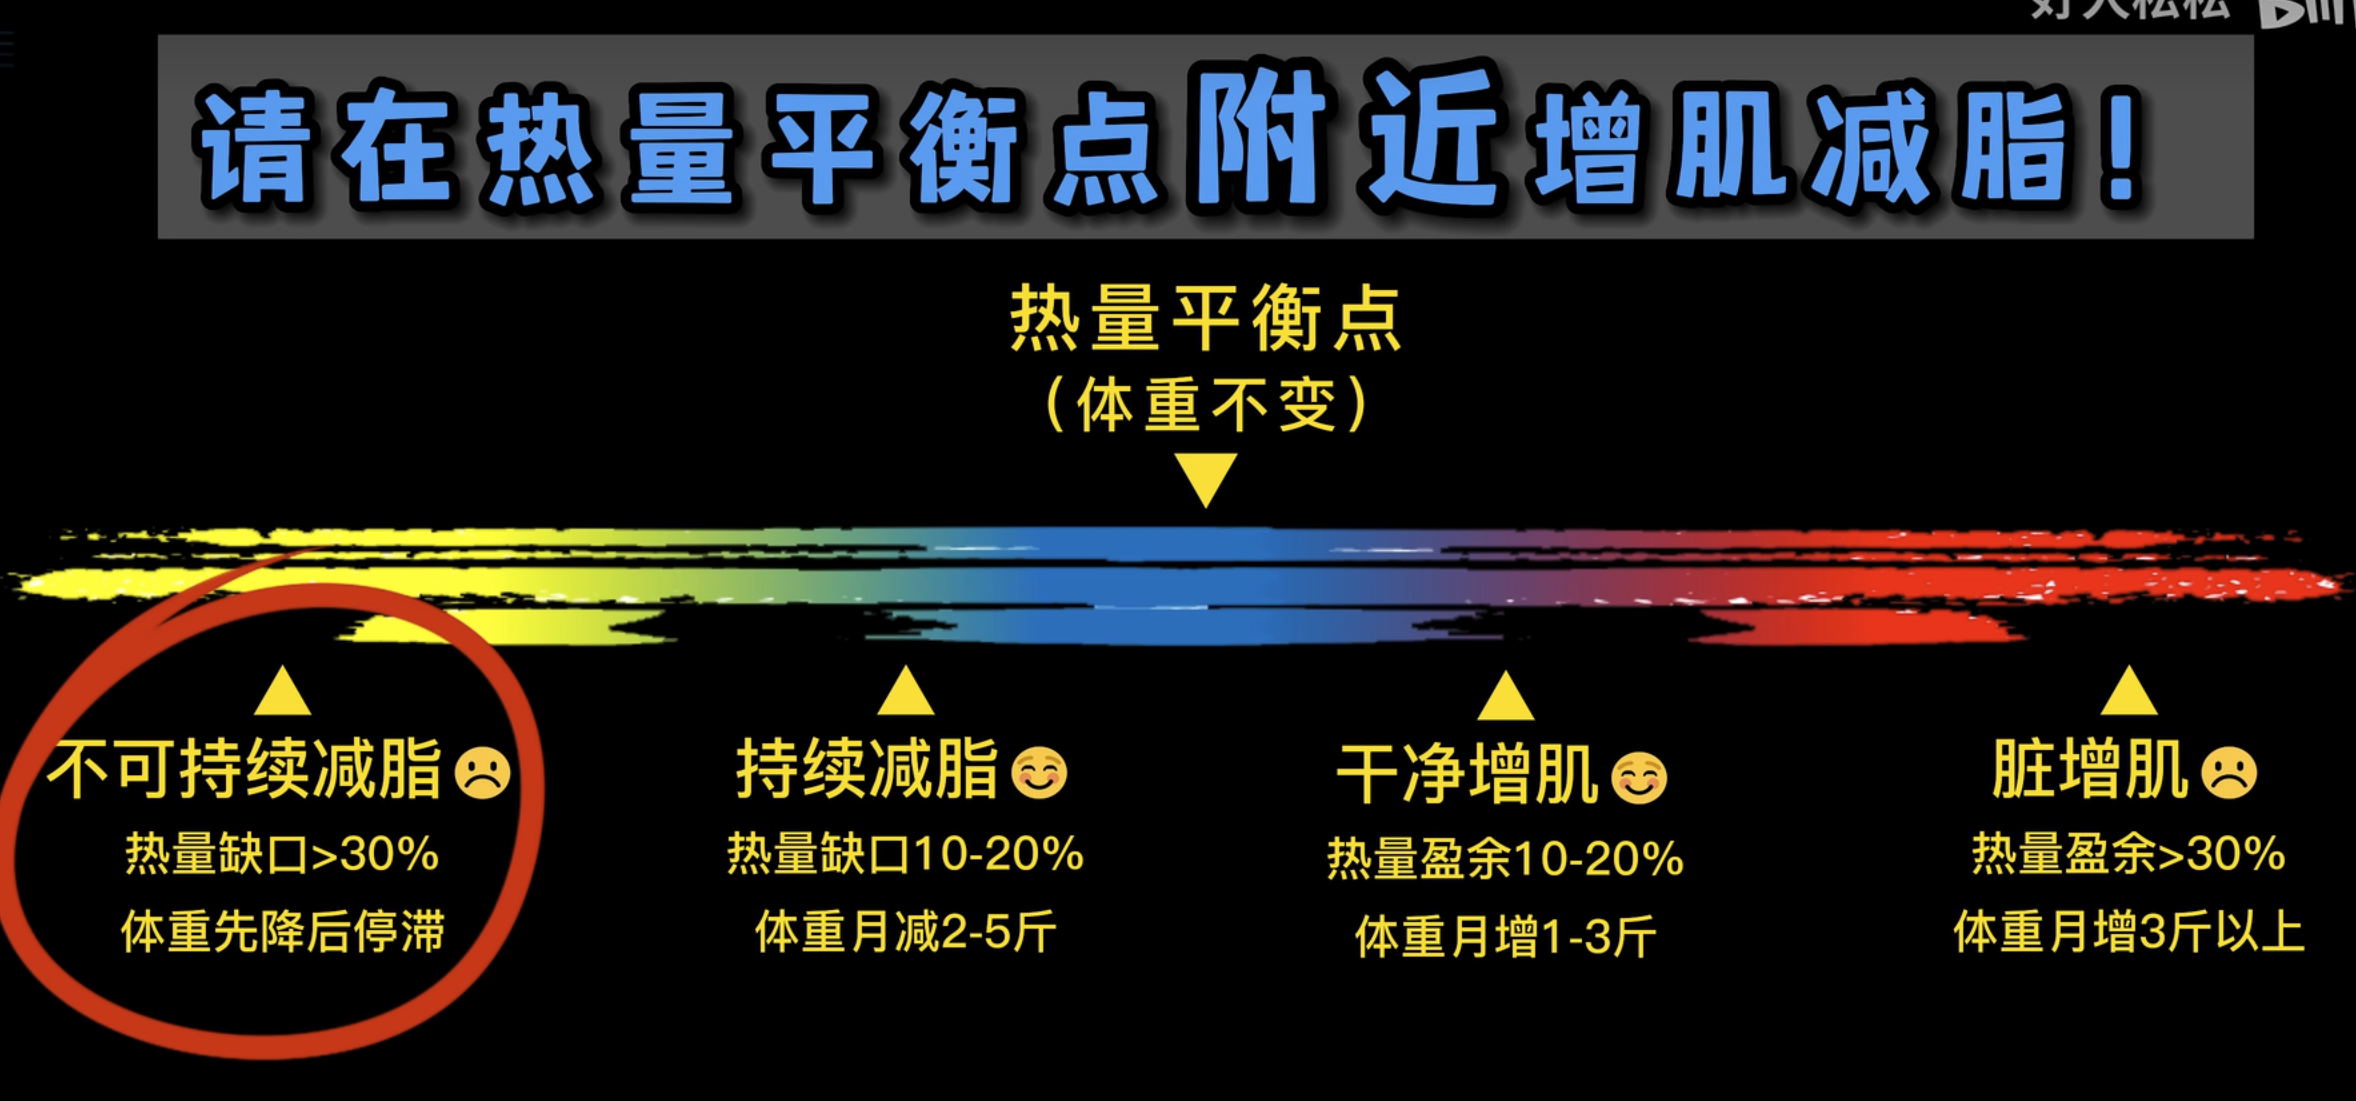 好人松松
请在热量平衡点附近增肌减脂！
热量平衡点
（体重不变）
不可持续减脂
热量缺口>30%
体重先降后停滞
持续减脂
热量缺口10-20%
体重月减2-5斤
干净增肌
热量盈余10-20%
体重月增1-3斤
脏增肌
热量盈余>30%
体重月增3斤以上